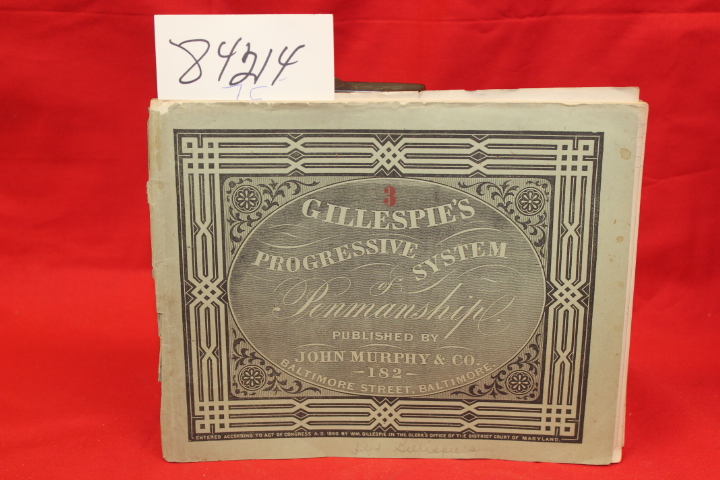 84214
3
GILLESPIE'S
PROGRESSIVE SYSTEM
of
Penmanship.
PUBLISHED BY
JOHN MURPHY & CO.
-182-
BALTIMORE STREET, BALTIMORE.
ENTERED ACCORDING TO ACT OF CONGRESS A.D. 1860 BY WM. GILLESPIE IN THE CLERK'S OFFICE OF THE DISTRICT COURT OF MARYLAND.